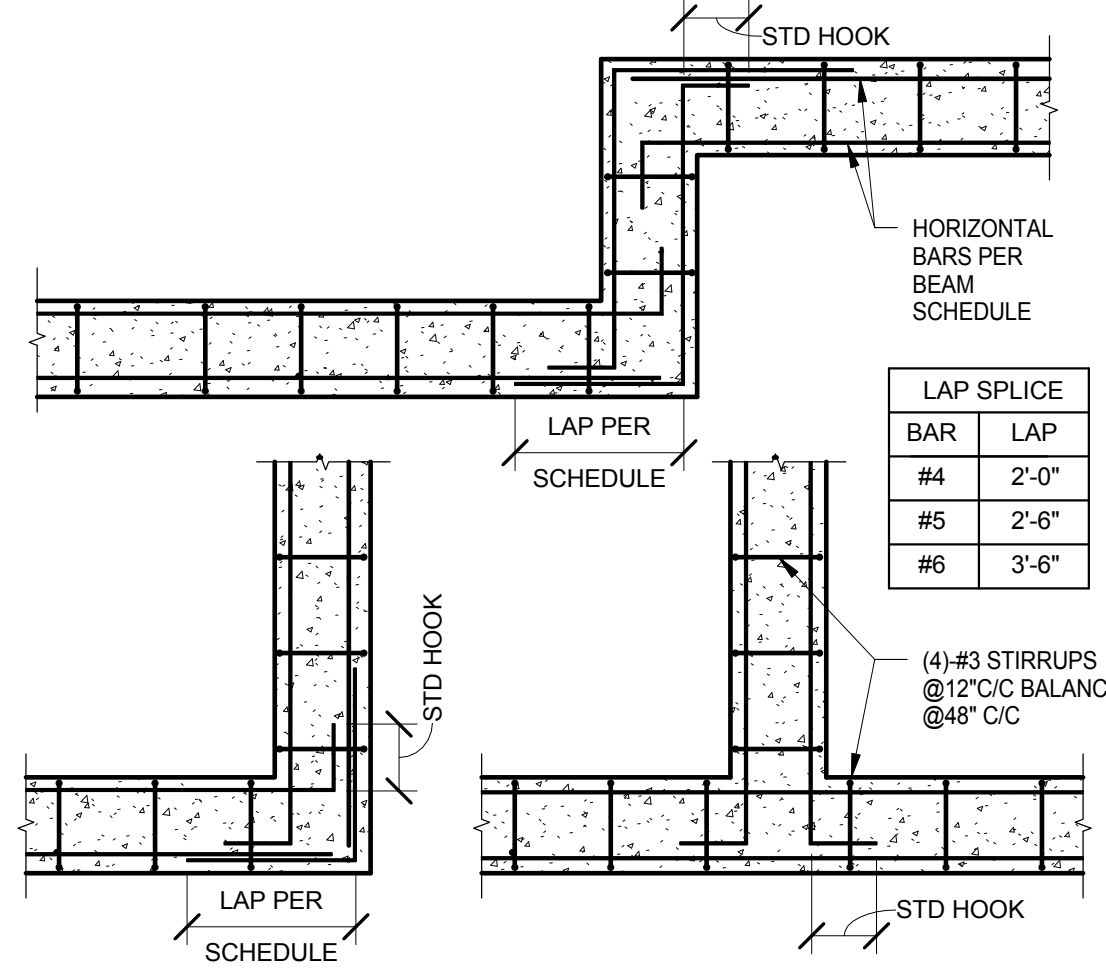 STD HOOK
HORIZONTAL
BARS PER
BEAM
SCHEDULE
LAP SPLICE
BAR LAP
#4 2'-0"
#5 2'-6"
#6 3'-6"
LAP PER
SCHEDULE
STD HOOK
(4)-#3 STIRRUPS
@12"C/C BALANC
@48" C/C
LAP PER
SCHEDULE
STD HOOK